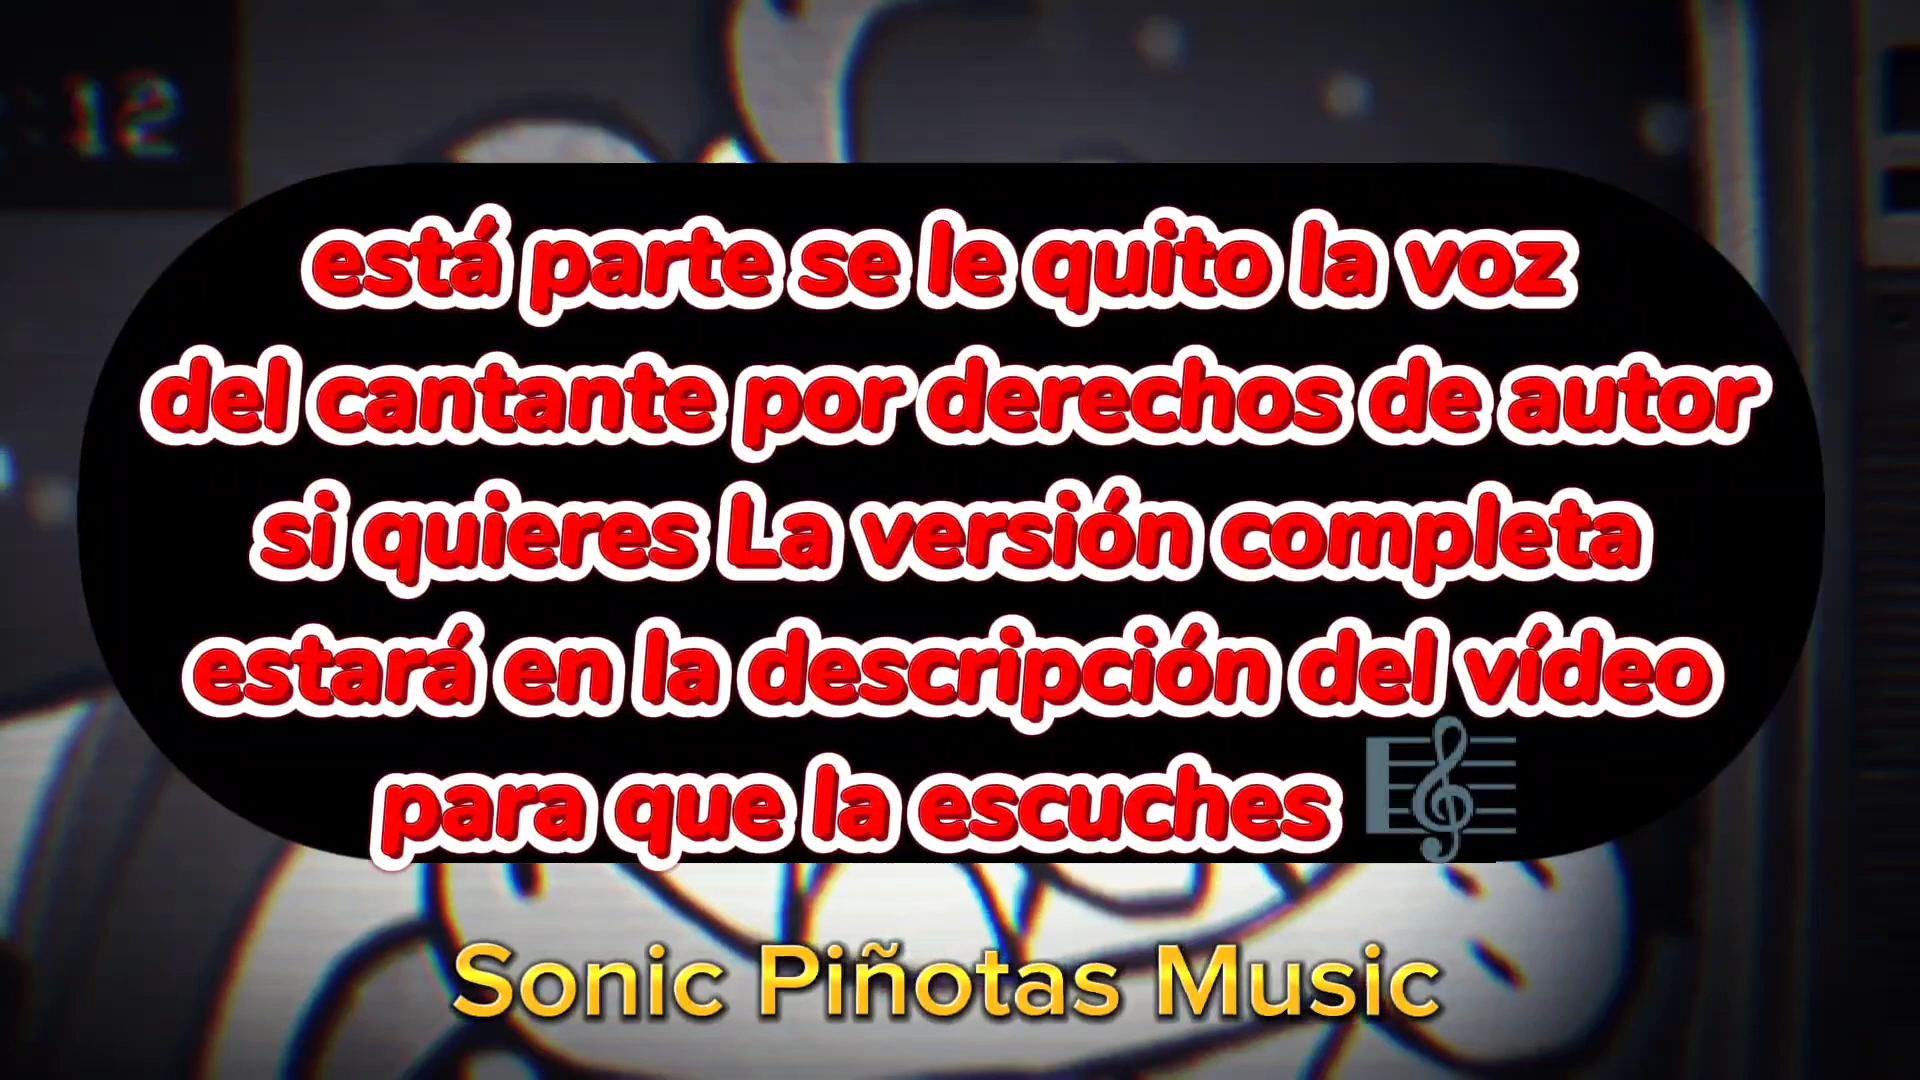 :12
está parte se le quito la voz
del cantante por derechos de autor
si quieres La versión completa
estará en la descripción del vídeo
para que la escuches
Sonic Piñotas Music